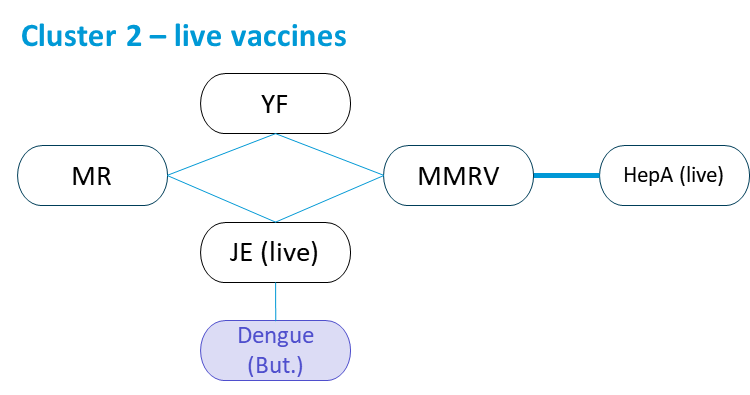 Cluster 2 – live vaccines
YF
MR
MMRV
HepA (live)
JE (live)
Dengue
(But.)